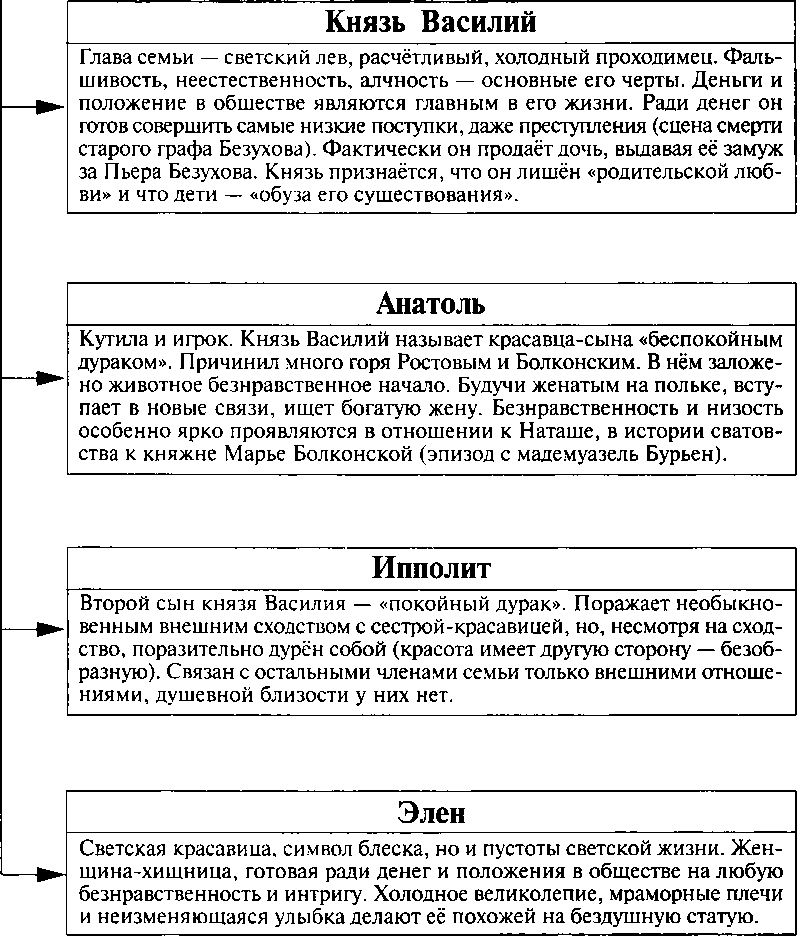 Князь Василий
Глава семьи — светский лев, расчётливый, холодный проходимец. Фаль-
шивость, неестественность, алчность — основные его черты. Деньги и
положение в обществе являются главным в его жизни. Ради денег он
готов совершить самые низкие поступки, даже преступления (сцена смерти
старого графа Безухова). Фактически он продаёт дочь, выдавая её замуж
за Пьера Безухова. Князь признаётся, что он лишён «родительской люб-
ви» и что дети — «обуза его существования».
Анатоль
Кутила и игрок. Князь Василий называет красавца-сына «беспокойным
дураком». Причинил много горя Ростовым и Болконским. В нём заложе-
но животное безнравственное начало. Будучи женатым на польке, всту-
пает в новые связи, ищет богатую жену. Безнравственность и низость
особенно ярко проявляются в отношении к Наташе, в истории сватов-
ства к княжне Марье Болконской (эпизод с мадемуазель Бурьен).
Ипполит
Второй сын князя Василия — «покойный дурак». Поражает необыкно-
венным внешним сходством с сестрой-красавицей, но, несмотря на сход-
ство, поразительно дурён собой (красота имеет другую сторону — безоб-
разную). Связан с остальными членами семьи только внешними отноше-
ниями, душевной близости у них нет.
Элен
Светская красавица, символ блеска, но и пустоты светской жизни. Жен-
щина-хищница, готовая ради денег и положения в обществе на любую
безнравственность и интригу. Холодное великолепие, мраморные плечи
и неизменяющаяся улыбка делают её похожей на бездушную статую.